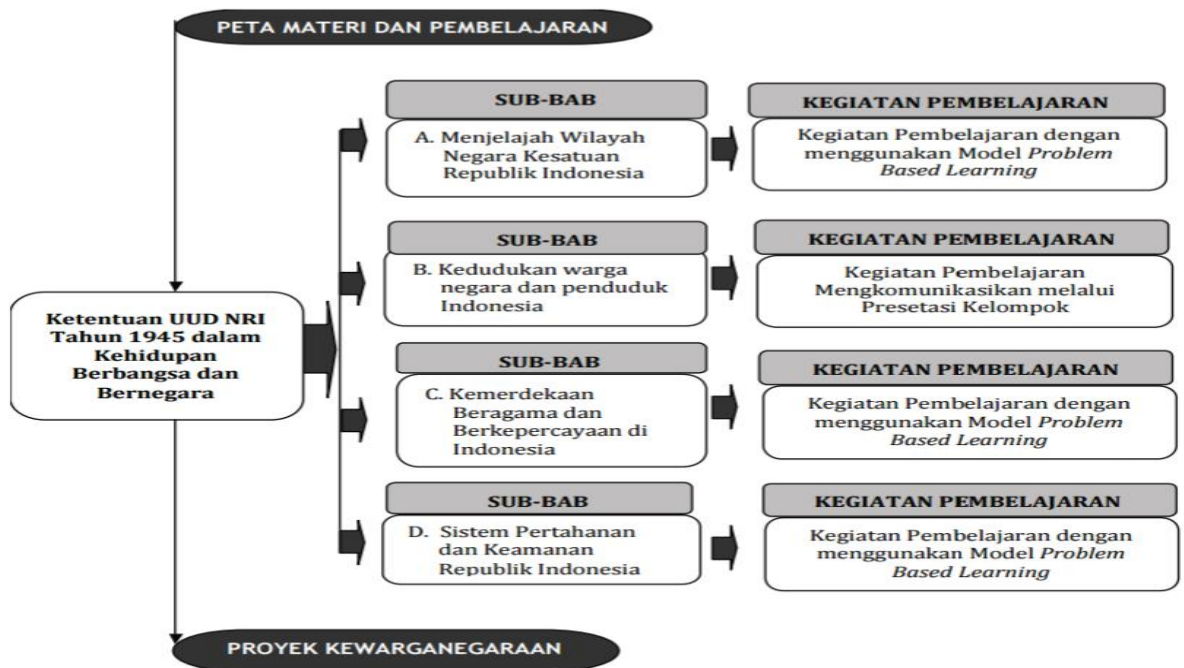 PETA MATERI DAN PEMBELAJARAN
Ketentuan UUD NRI
Tahun 1945 dalam
Kehidupan
Berbangsa dan
Bernegara
SUB-BAB
A. Menjelajah Wilayah
Negara Kesatuan
Republik Indonesia
KEGIATAN PEMBELAJARAN
Kegiatan Pembelajaran dengan
menggunakan Model Problem
Based Learning
SUB-BAB
B. Kedudukan warga
negara dan penduduk
Indonesia
KEGIATAN PEMBELAJARAN
Kegiatan Pembelajaran
Mengkomunikasikan melalui
Presetasi Kelompok
SUB-BAB
C. Kemerdekaan
Beragama dan
Berkepercayaan di
Indonesia
KEGIATAN PEMBELAJARAN
Kegiatan Pembelajaran dengan
menggunakan Model Problem
Based Learning
SUB-BAB
D. Sistem Pertahanan
dan Keamanan
Republik Indonesia
KEGIATAN PEMBELAJARAN
Kegiatan Pembelajaran dengan
menggunakan Model Problem
Based Learning
PROYEK KEWARGANEGARAAN